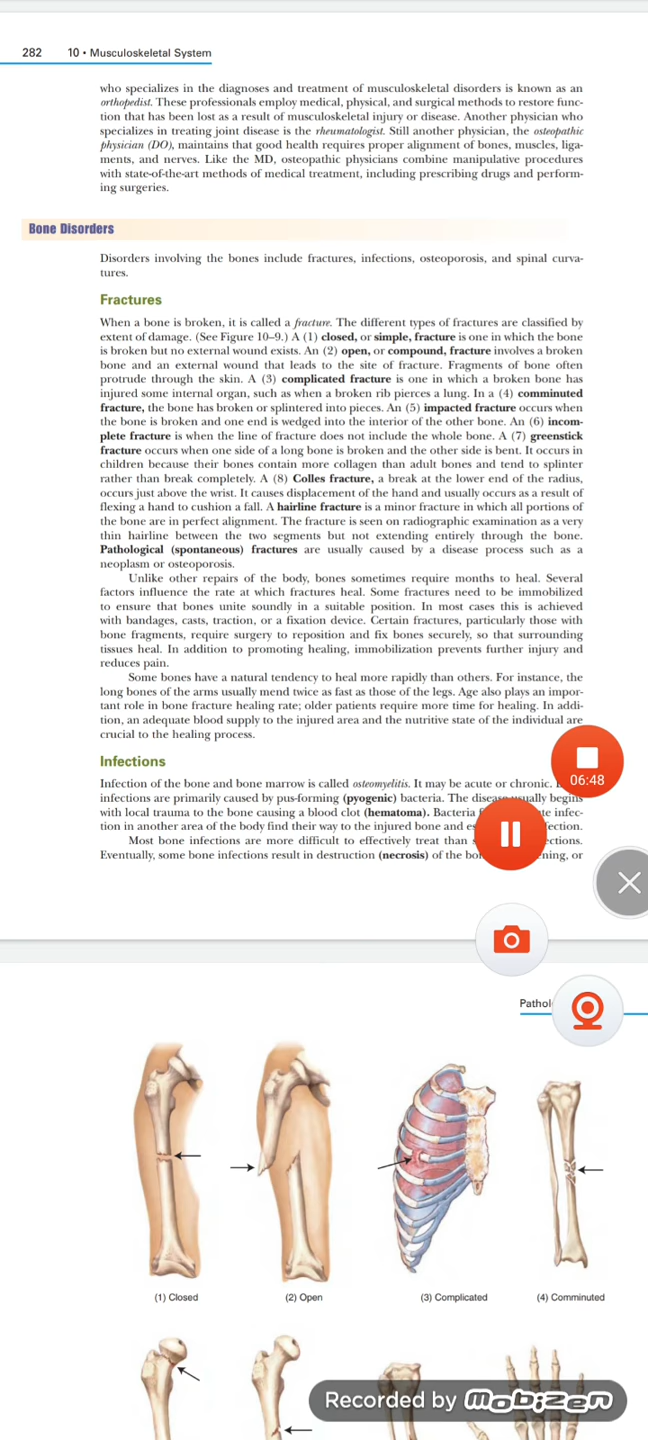 282 10 • Musculoskeletal System
who specializes in the diagnoses and treatment of musculoskeletal disorders is known as an
orthopedist. These professionals employ medical, physical, and surgical methods to restore func-
tion that has been lost as a result of musculoskeletal injury or disease. Another physician who
specializes in treating joint disease is the rheumatologist. Still another physician, the osteopathic
physician (DO), maintains that good health requires proper alignment of bones, muscles, liga-
ments, and nerves. Like the MD, osteopathic physicians combine manipulative procedures
with state-of-the-art methods of medical treatment, including prescribing drugs and perform-
ing surgeries.
Bone Disorders
Disorders involving the bones include fractures, infections, osteoporosis, and spinal curva-
tures.
Fractures
When a bone is broken, it is called a fracture. The different types of fractures are classified by
extent of damage. (See Figure 10–9.) A (1) closed, or simple, fracture is one in which the bone
is broken but no external wound exists. An (2) open, or compound, fracture involves a broken
bone and an external wound that leads to the site of fracture. Fragments of bone often
protrude through the skin. A (3) complicated fracture is one in which a broken bone has
injured some internal organ, such as when a broken rib pierces a lung. In a (4) comminuted
fracture, the bone has broken or splintered into pieces. An (5) impacted fracture occurs when
the bone is broken and one end is wedged into the interior of the other bone. An (6) incom-
plete fracture is when the line of fracture does not include the whole bone. A (7) greenstick
fracture occurs when one side of a long bone is broken and the other side is bent. It occurs in
children because their bones contain more collagen than adult bones and tend to splinter
rather than break completely. A (8) Colles fracture, a break at the lower end of the radius,
occurs just above the wrist. It causes displacement of the hand and usually occurs as a result of
flexing a hand to cushion a fall. A hairline fracture is a minor fracture in which all portions of
the bone are in perfect alignment. The fracture is seen on radiographic examination as a very
thin hairline between the two segments but not extending entirely through the bone.
Pathological (spontaneous) fractures are usually caused by a disease process such as a
neoplasm or osteoporosis.
Unlike other repairs of the body, bones sometimes require months to heal. Several
factors influence the rate at which fractures heal. Some fractures need to be immobilized
to ensure that bones unite soundly in a suitable position. In most cases this is achieved
with bandages, casts, traction, or a fixation device. Certain fractures, particularly those with
bone fragments, require surgery to reposition and fix bones securely, so that surrounding
tissues heal. In addition to promoting healing, immobilization prevents further injury and
reduces pain.
Some bones have a natural tendency to heal more rapidly than others. For instance, the
long bones of the arms usually mend twice as fast as those of the legs. Age also plays an impor-
tant role in bone fracture healing rate; older patients require more time for healing. In addi-
tion, an adequate blood supply to the injured area and the nutritive state of the individual are
crucial to the healing process.
Infections
06:48
Infection of the bone and bone marrow is called osteomyelitis. It may be acute or chronic.
infections are primarily caused by pus-forming (pyogenic) bacteria. The disease usually begins
with local trauma to the bone causing a blood clot (hematoma). Bacteria infec-
tion in another area of the body find their way to the injured bone and
Most bone infections are more difficult to effectively treat than
Eventually, some bone infections result in destruction (necrosis) of the or
(1) Closed (2) Open (3) Complicated (4) Comminuted
Recorded by Mobizen